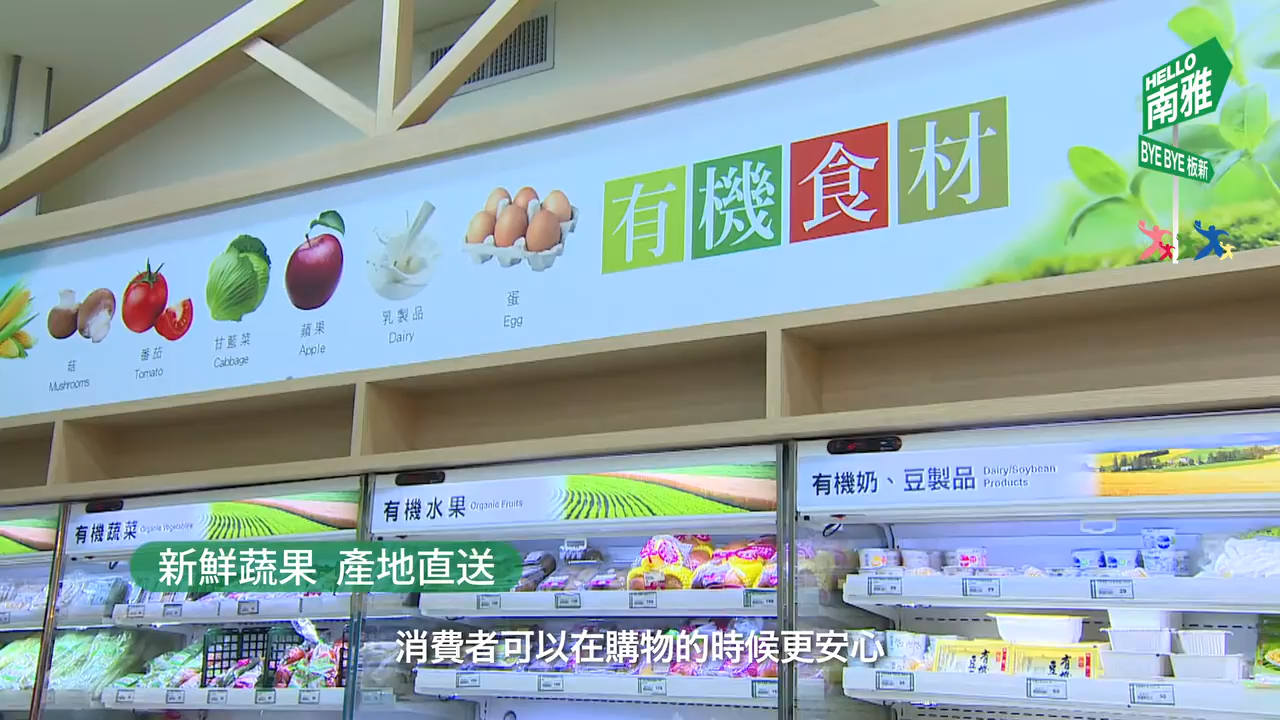 HELLO
南雅
BYE BYE 板新
有機食材
菇
Mushrooms
番茄
Tomato
甘藍菜
Cabbage
蘋果
Apple
乳製品
Dairy
蛋
Egg
有機蔬菜 Organic Vegetables
有機水果 Organic Fruits
有機奶、豆製品 Dairy/Soybean
Products
新鮮蔬果 產地直送
消費者可以在購物的時候更安心